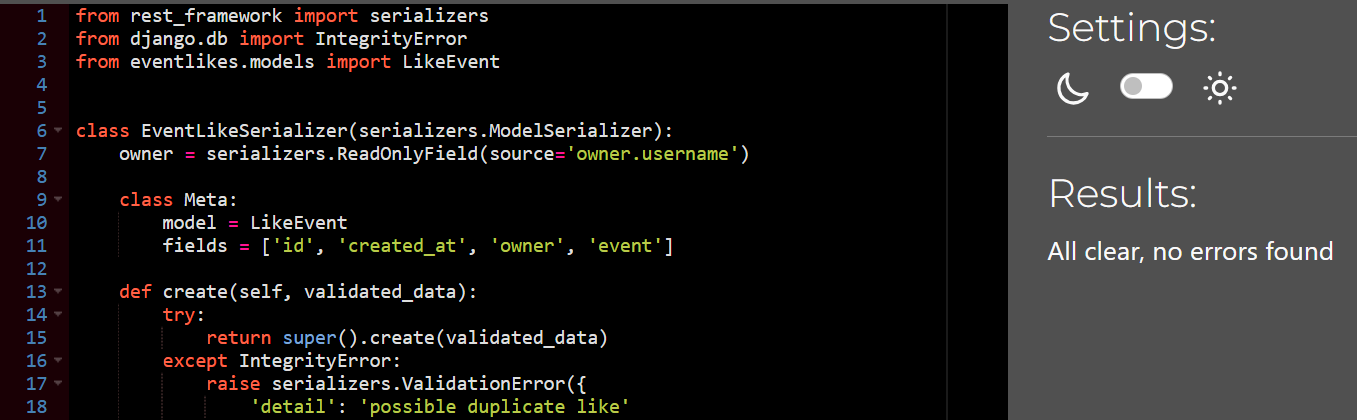 1 from rest_framework import serializers
2 from django.db import IntegrityError
3 from eventlikes.models import LikeEvent
4
5
6 class EventLikeSerializer(serializers.ModelSerializer):
7     owner = serializers.ReadOnlyField(source='owner.username')
8
9     class Meta:
10         model = LikeEvent
11         fields = ['id', 'created_at', 'owner', 'event']
12
13     def create(self, validated_data):
14         try:
15             return super().create(validated_data)
16         except IntegrityError:
17             raise serializers.ValidationError({
18                 'detail': 'possible duplicate like'
Settings:
Results:
All clear, no errors found